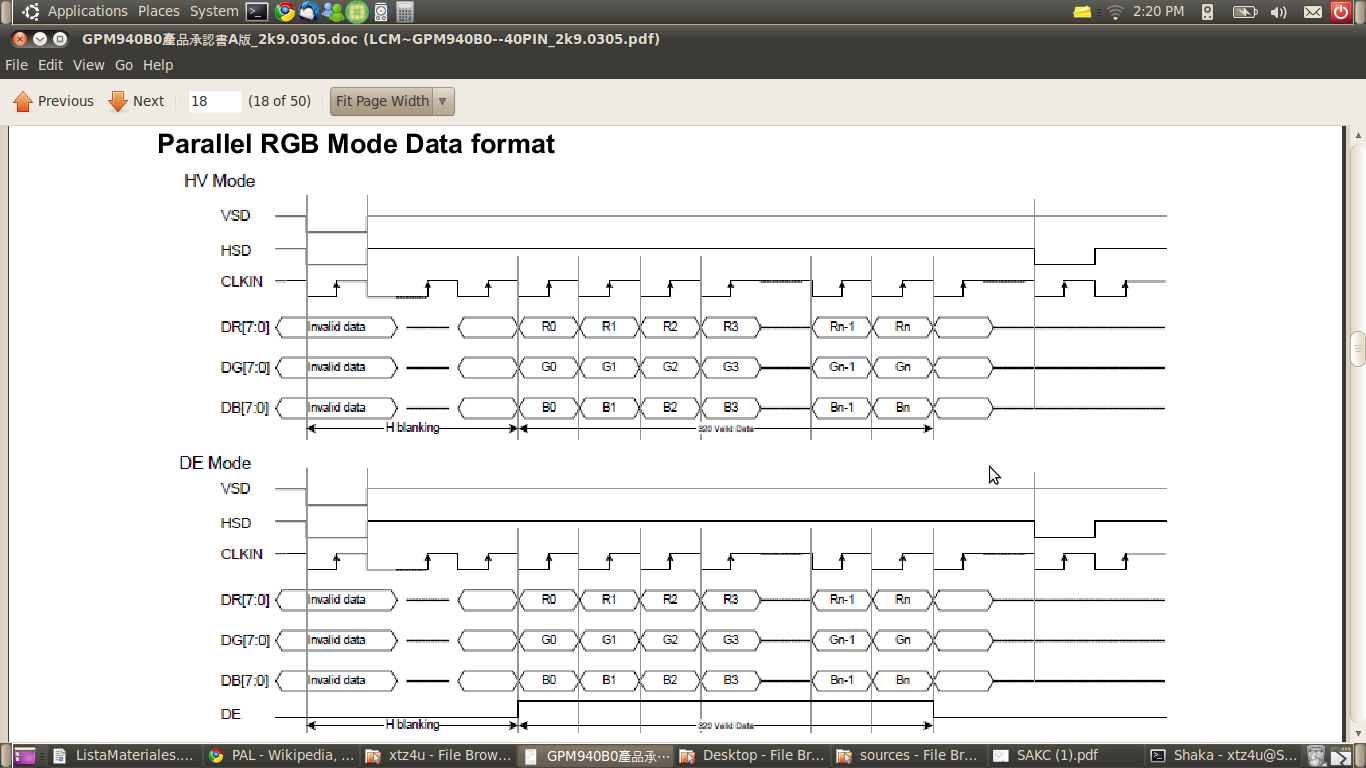 Applications Places System 2:20 PM
GPM940B0產品承認書A版_2k9.0305.doc (LCM~GPM940B0--40PIN_2k9.0305.pdf)
File Edit View Go Help
Previous Next 18 (18 of 50) Fit Page Width
Parallel RGB Mode Data format
HV Mode
VSD
HSD
CLKIN
DR[7:0] Invalid data R0 R1 R2 R3 Rn-1 Rn
DG[7:0] Invalid data G0 G1 G2 G3 Gn-1 Gn
DB[7:0] Invalid data B0 B1 B2 B3 Bn-1 Bn
H blanking 320 Valid Data
DE Mode
VSD
HSD
CLKIN
DR[7:0] Invalid data R0 R1 R2 R3 Rn-1 Rn
DG[7:0] Invalid data G0 G1 G2 G3 Gn-1 Gn
DB[7:0] Invalid data B0 B1 B2 B3 Bn-1 Bn
DE
H blanking 320 Valid Data
ListaMateriales.... PAL - Wikipedia, ... xtz4u - File Brow... GPM940B0產品承... Desktop - File Br... sources - File Br... SAKC (1).pdf Shaka - xtz4u@S...